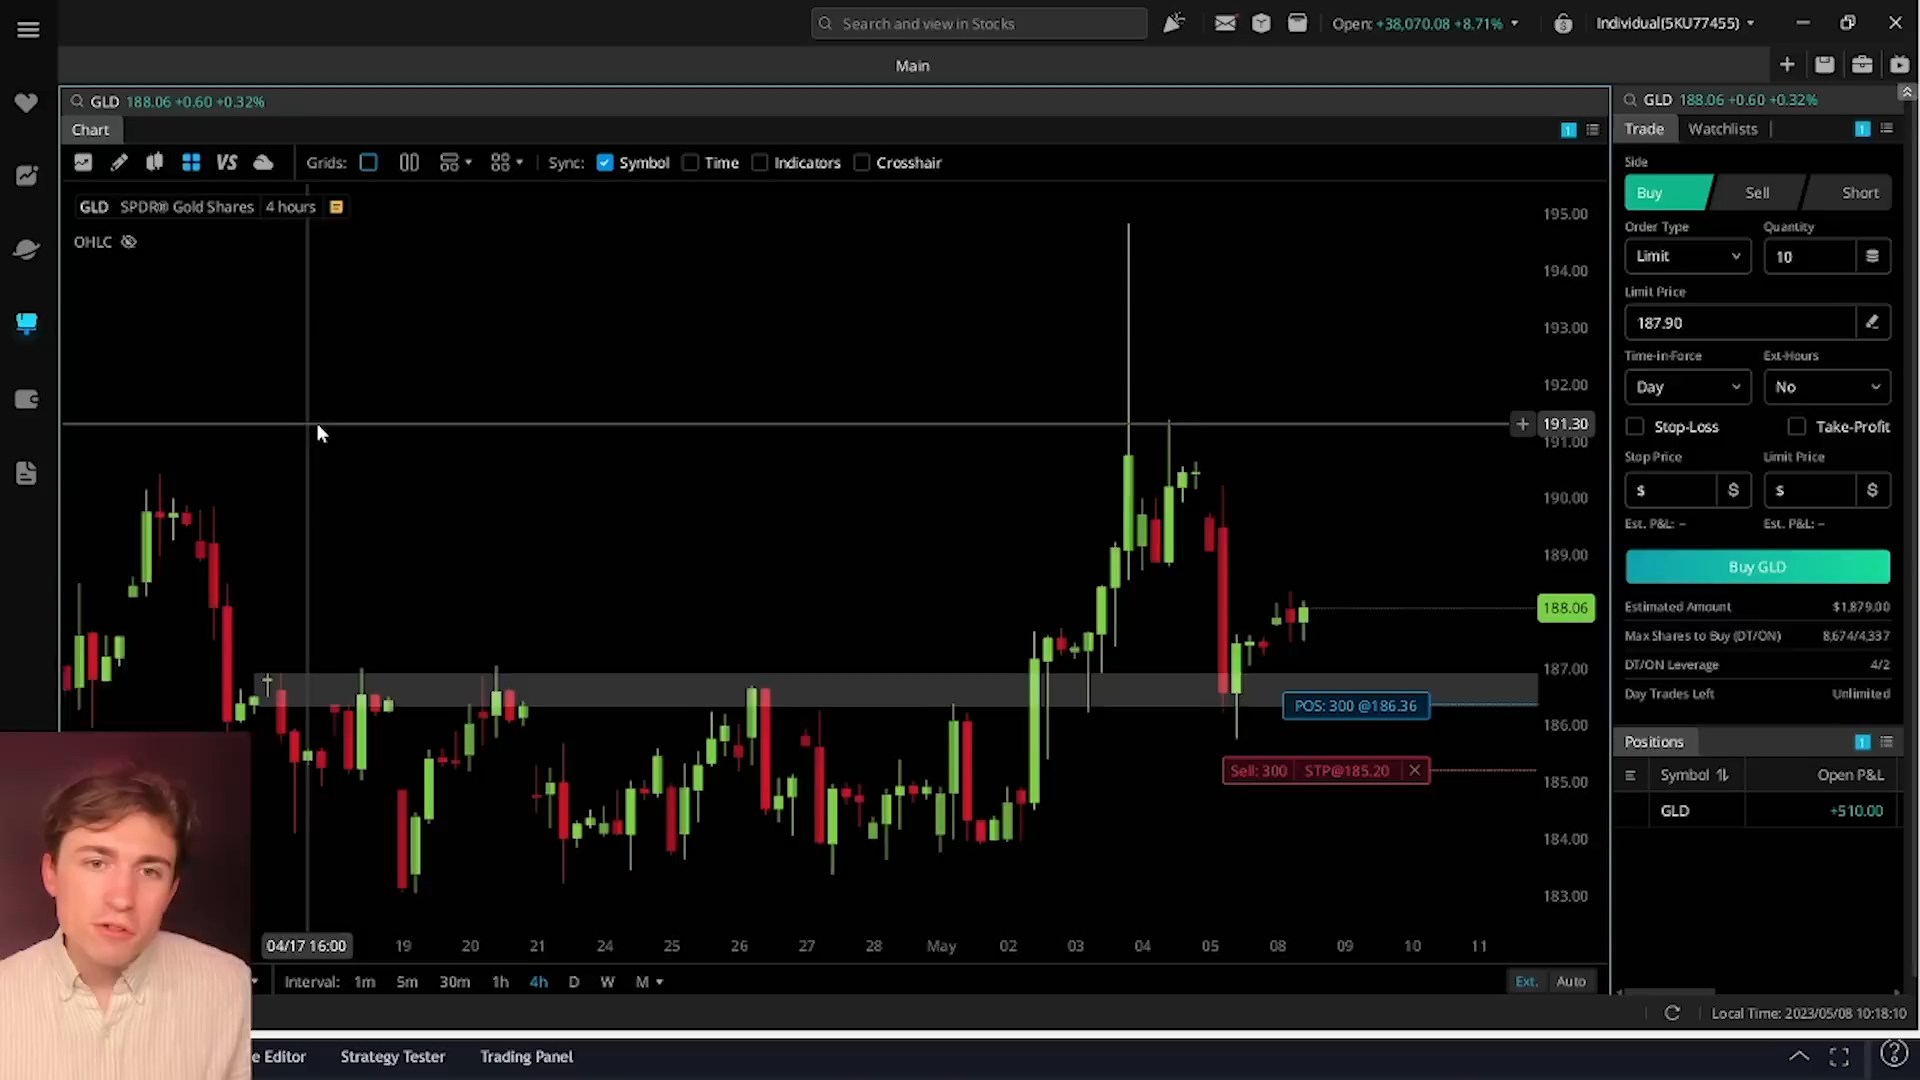 Search and view in Stocks
Open: +38,070.08 +8.71%
Individual(5KU77455)
Main
GLD 188.06 +0.60 +0.32%
Chart
1
Grids:
Sync: Symbol Time Indicators Crosshair
GLD SPDR® Gold Shares 4 hours
OHLC
195.00
194.00
193.00
192.00
191.30
191.00
190.00
189.00
188.06
187.00
186.00
185.00
184.00
183.00
POS: 300 @186.36
Sell: 300 STP@185.20
04/17 16:00 19 20 21 24 25 26 27 28 May 02 03 04 05 08 09 10 11
Interval: 1m 5m 30m 1h 4h D W M
Ext. Auto
GLD 188.06 +0.60 +0.32%
Trade Watchlists
1
Side
Buy Sell Short
Order Type Quantity
Limit 10
Limit Price
187.90
Time-in-Force Ext-Hours
Day No
Stop-Loss Take-Profit
Stop Price Limit Price
$ $ $ $
Est. P&L: – Est. P&L: –
Buy GLD
Estimated Amount $1,879.00
Max Shares to Buy (DT/ON) 8,674/4,337
DT/ON Leverage 4/2
Day Trades Left Unlimited
Positions
1
Symbol Open P&L
GLD +510.00
Local Time: 2023/05/08 10:18:10
e Editor Strategy Tester Trading Panel
VS